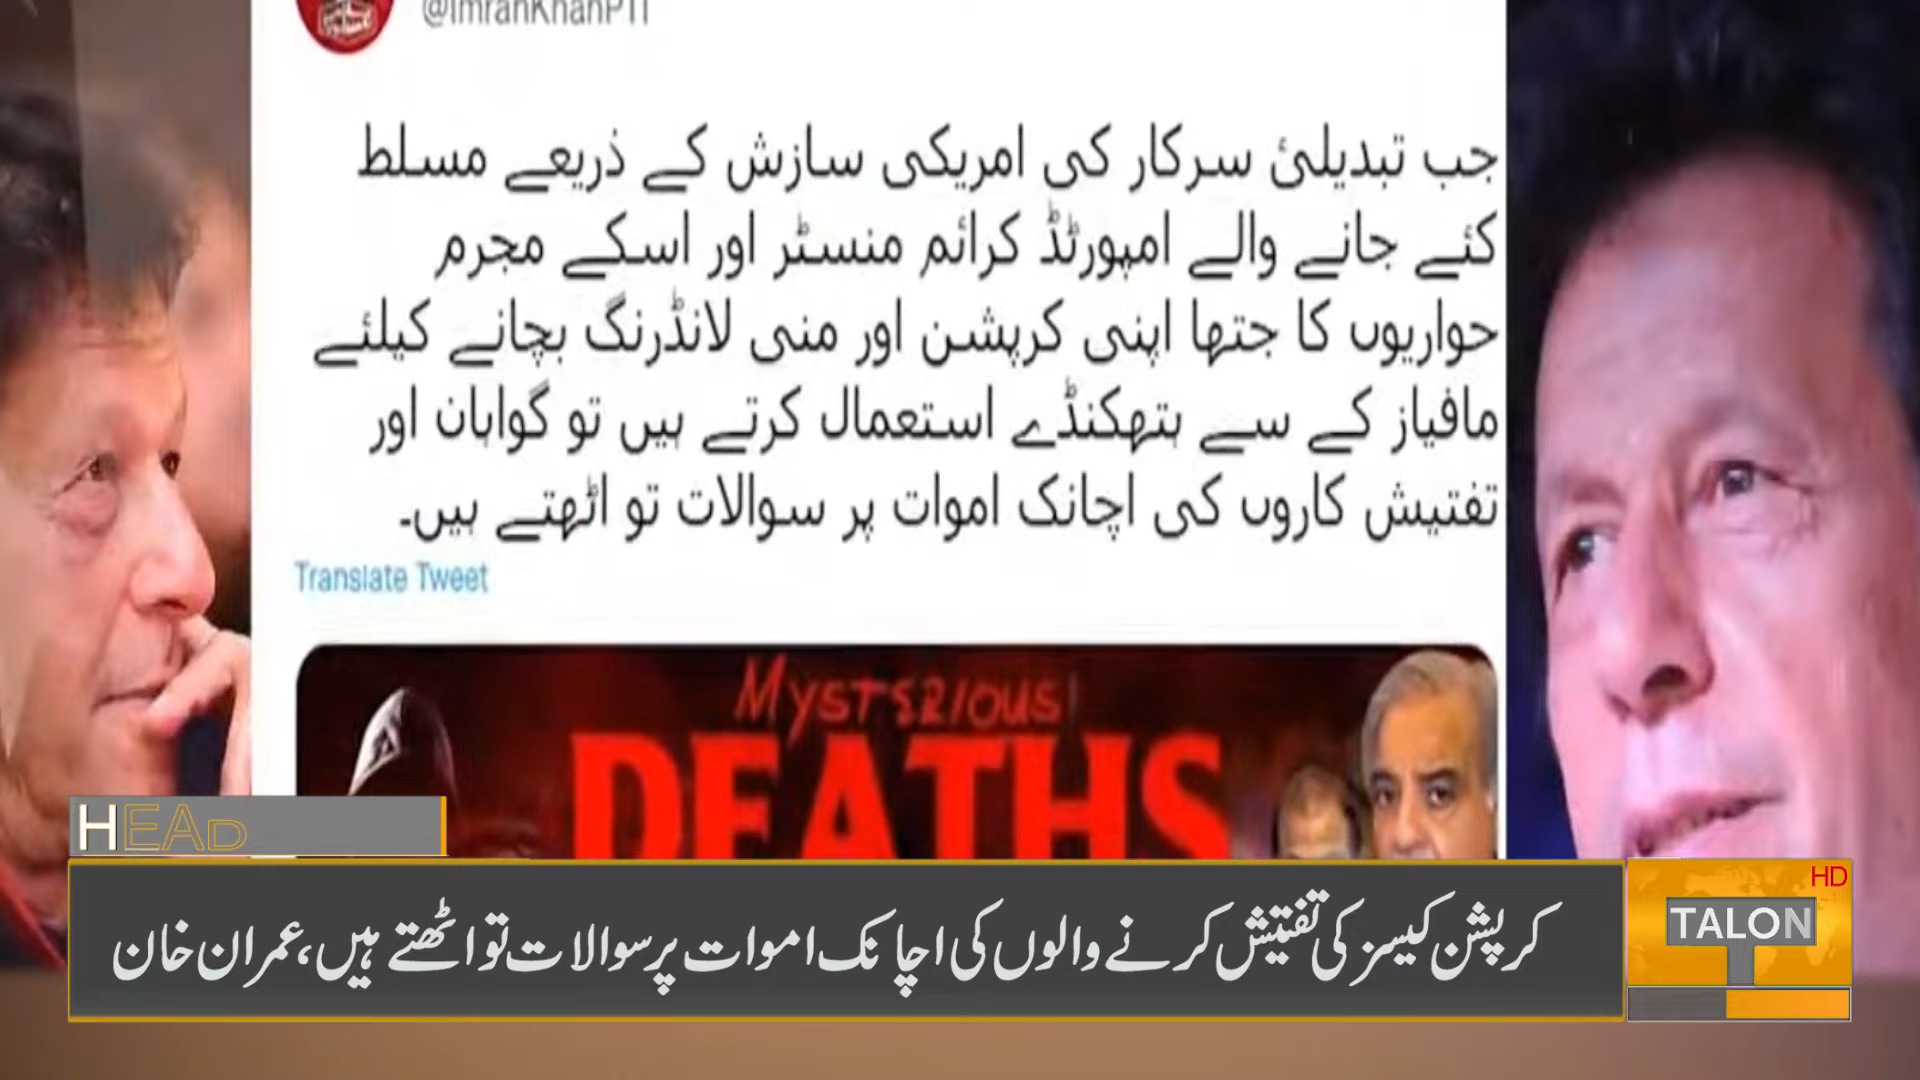 @ImranKhanPTI
جب تبدیلئ سرکار کی امریکی سازش کے ذریعے مسلط
کئے جانے والے امپورٹڈ کرائم منسٹر اور اسکے مجرم
حواریوں کا جتھا اپنی کرپشن اور منی لانڈرنگ بچانے کیلئے
مافیاز کے سے ہتھکنڈے استعمال کرتے ہیں تو گواہان اور
تفتیش کاروں کی اچانک اموات پر سوالات تو اٹھتے ہیں۔
Translate Tweet
MYSTERIOUS
DEATHS
HEAD
کرپشن کیسز کی تفتیش کرنے والوں کی اچانک اموات پر سوالات تو اٹھتے ہیں، عمران خان
HD
TALON